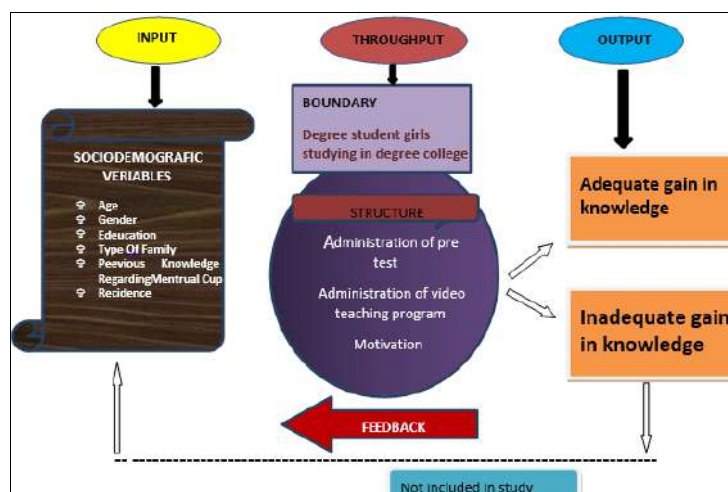 INPUT
THROUGHPUT
OUTPUT
SOCIODEMOGRAFIC
VERIABLES
Age
Gender
Edeucation
Type Of Family
Peevious Knowledge
RegardingMentrual Cup
Recidence
BOUNDARY
Degree student girls
studying in degree college
STRUCTURE
Administration of pre
test
Administration of video
teaching program
Motivation
Adequate gain in
knowledge
Inadequate gain
in knowledge
FEEDBACK
Not included in study